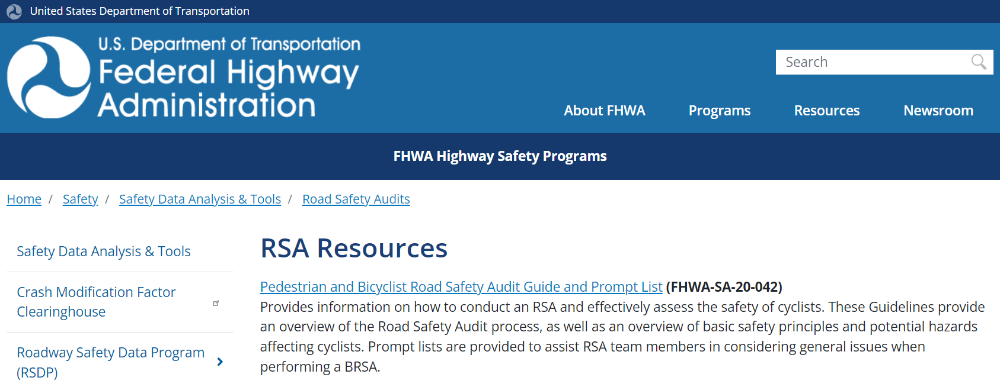 United States Department of Transportation
U.S. Department of Transportation
Federal Highway
Administration
Search
About FHWA Programs Resources Newsroom
FHWA Highway Safety Programs
Home / Safety / Safety Data Analysis & Tools / Road Safety Audits
Safety Data Analysis & Tools
Crash Modification Factor
Clearinghouse
Roadway Safety Data Program
(RSDP)
RSA Resources
Pedestrian and Bicyclist Road Safety Audit Guide and Prompt List (FHWA-SA-20-042)
Provides information on how to conduct an RSA and effectively assess the safety of cyclists. These Guidelines provide
an overview of the Road Safety Audit process, as well as an overview of basic safety principles and potential hazards
affecting cyclists. Prompt lists are provided to assist RSA team members in considering general issues when
performing a BRSA.